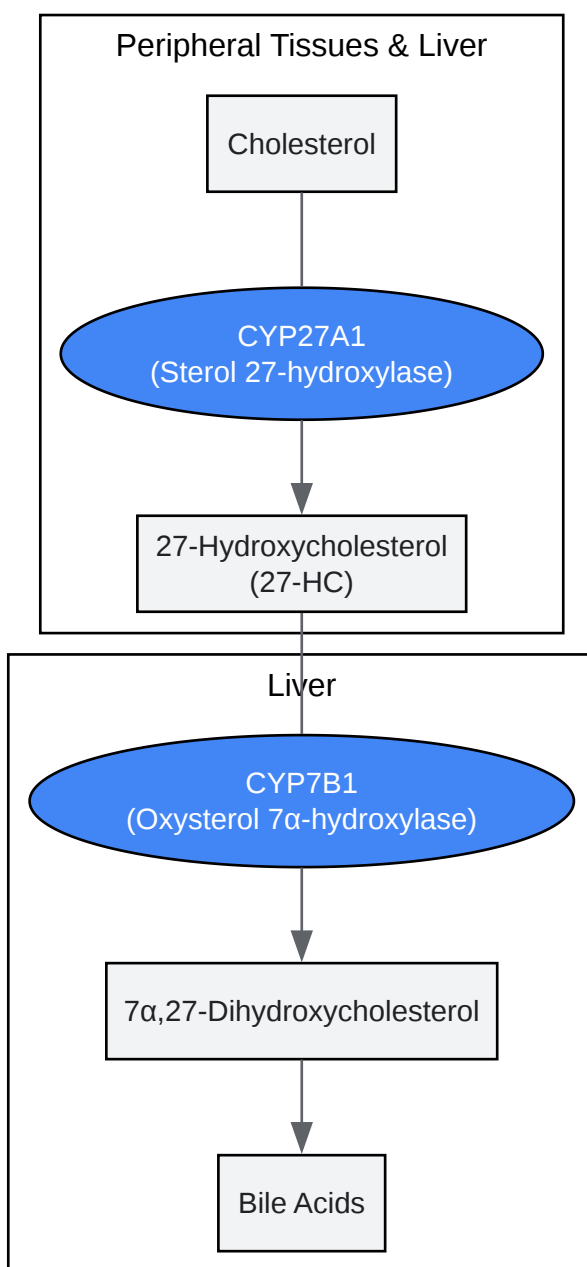 Peripheral Tissues & Liver
Cholesterol
CYP27A1
(Sterol 27-hydroxylase)
27-Hydroxycholesterol
(27-HC)
Liver
CYP7B1
(Oxysterol 7α-hydroxylase)
7α,27-Dihydroxycholesterol
Bile Acids